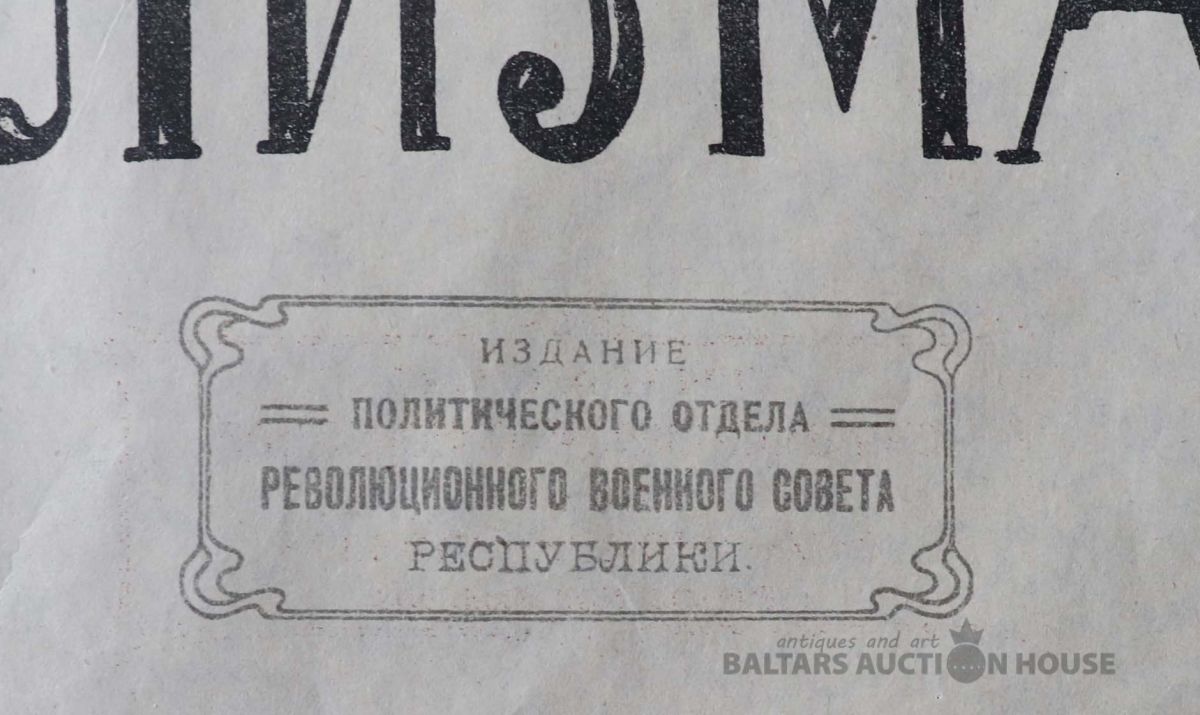 ЛИЗМА
ИЗДАНИЕ
ПОЛИТИЧЕСКОГО ОТДЕЛА
РЕВОЛЮЦИОННОГО ВОЕННОГО СОВЕТА
РЕСПУБЛИКИ.
antiques and art
BALTARS AUCTION HOUSE